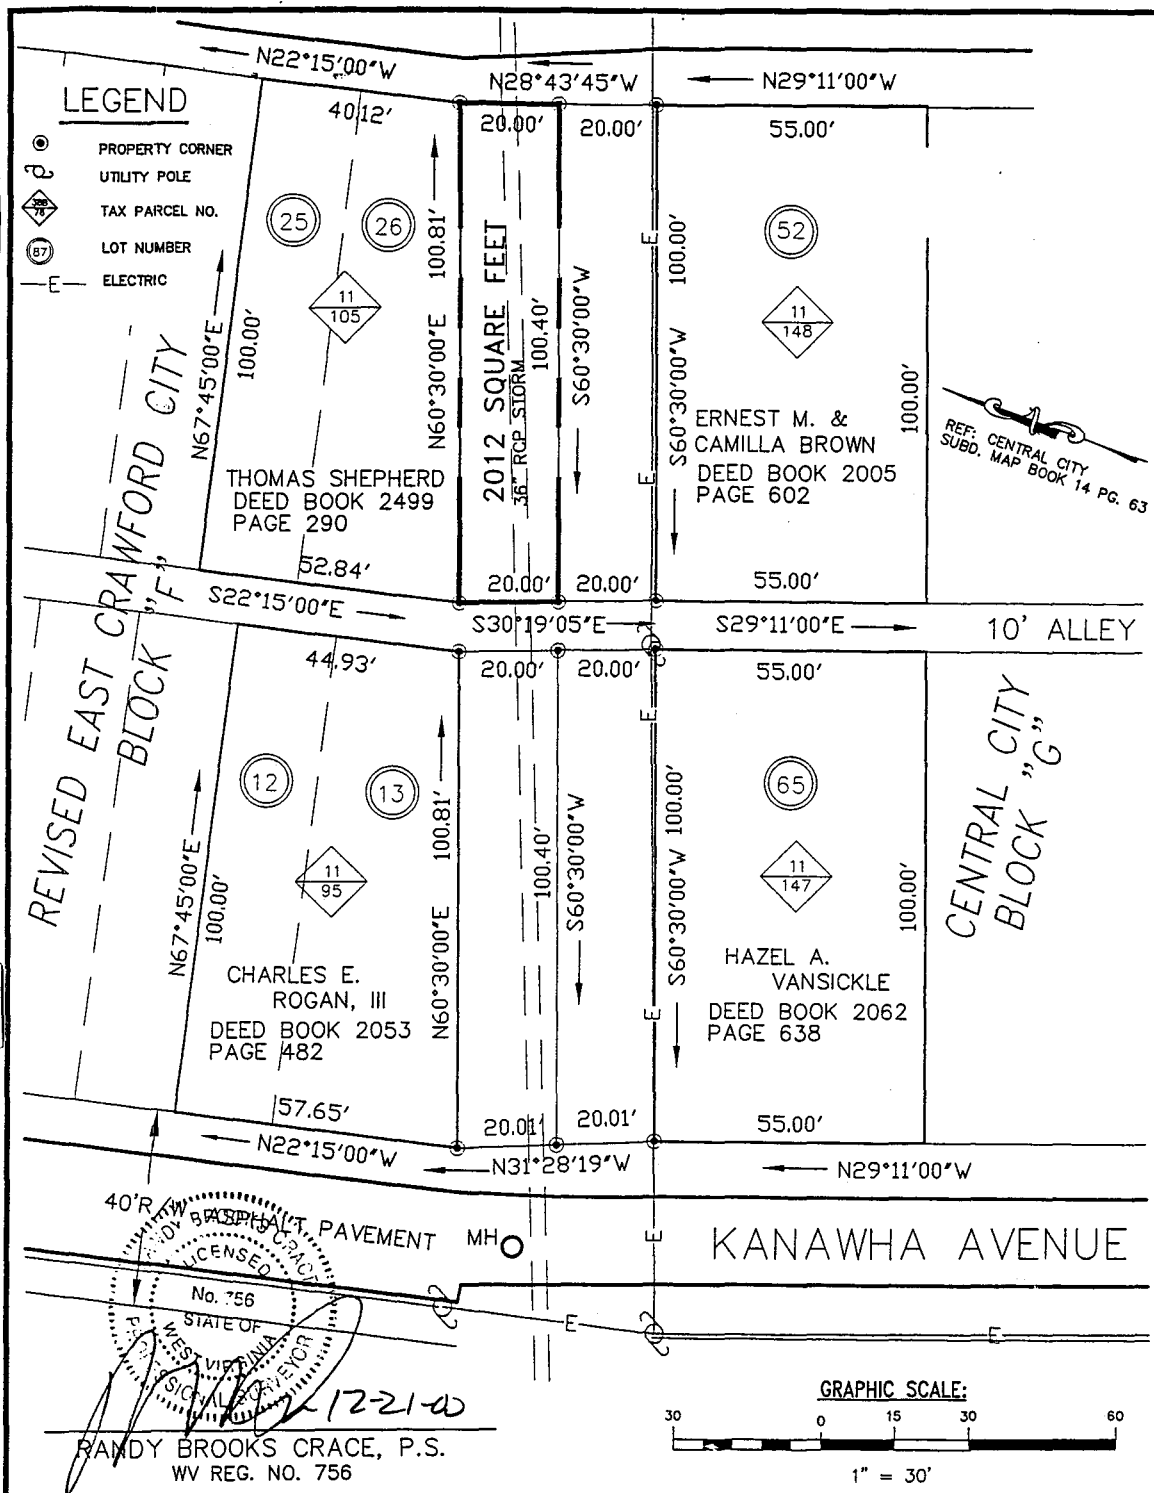 N22°15'00"W
N28°43'45"W
N29°11'00"W
LEGEND
PROPERTY CORNER
UTILITY POLE
38B
78
TAX PARCEL NO.
87
LOT NUMBER
—E— ELECTRIC
40.12'
20.00'
20.00'
55.00'
25
26
52
11
105
11
148
N67°45'00"E
100.00'
N60°30'00"E 100.81'
2012 SQUARE FEET
36" RCP STORM
100.40'
S60°30'00"W
E
S60°30'00"W 100.00'
E
100.00'
THOMAS SHEPHERD
DEED BOOK 2499
PAGE 290
ERNEST M. &
CAMILLA BROWN
DEED BOOK 2005
PAGE 602
REF: CENTRAL CITY
SUBD. MAP BOOK 14 PG. 63
REVISED EAST CRAWFORD CITY
BLOCK "F"
52.84'
20.00'
20.00'
55.00'
S22°15'00"E
S30°19'05"E
S29°11'00"E
10' ALLEY
44.93'
20.00'
20.00'
55.00'
12
13
65
11
95
11
147
N67°45'00"E
100.00'
N60°30'00"E 100.81'
100.40'
S60°30'00"W
E
S60°30'00"W 100.00'
E
100.00'
CENTRAL CITY
BLOCK "G"
CHARLES E.
ROGAN, III
DEED BOOK 2053
PAGE 482
HAZEL A.
VANSICKLE
DEED BOOK 2062
PAGE 638
57.65'
20.01'
20.01'
55.00'
N22°15'00"W
N31°28'19"W
N29°11'00"W
40'R/W ASPHALT PAVEMENT
MH
E
KANAWHA AVENUE
E
E
RANDY BROOKS CRACE
LICENSED
No. 756
STATE OF
WEST VIRGINIA
PROFESSIONAL SURVEYOR
12-21-00
RANDY BROOKS CRACE, P.S.
WV REG. NO. 756
GRAPHIC SCALE:
30 0 15 30 60
1" = 30'